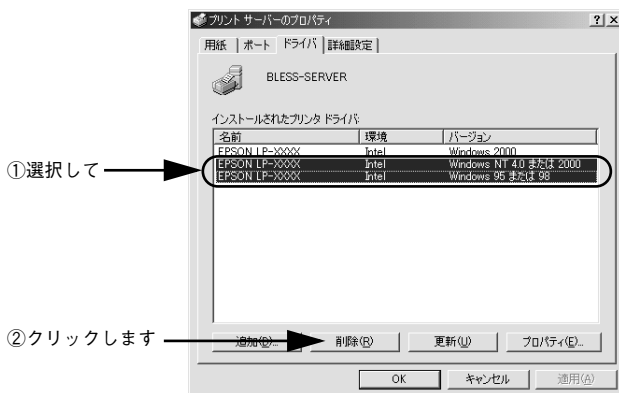 プリント サーバーのプロパティ
用紙 ポート ドライバ 詳細設定
BLESS-SERVER
インストールされたプリンタ ドライバ:
名前 環境 バージョン
EPSON LP-XXXX Intel Windows 2000
①選択して
EPSON LP-XXXX Intel Windows NT 4.0 または 2000
EPSON LP-XXXX Intel Windows 95 または 98
②クリックします
追加(D)... 削除(R) 更新(U) プロパティ(E)...
OK キャンセル 適用(A)